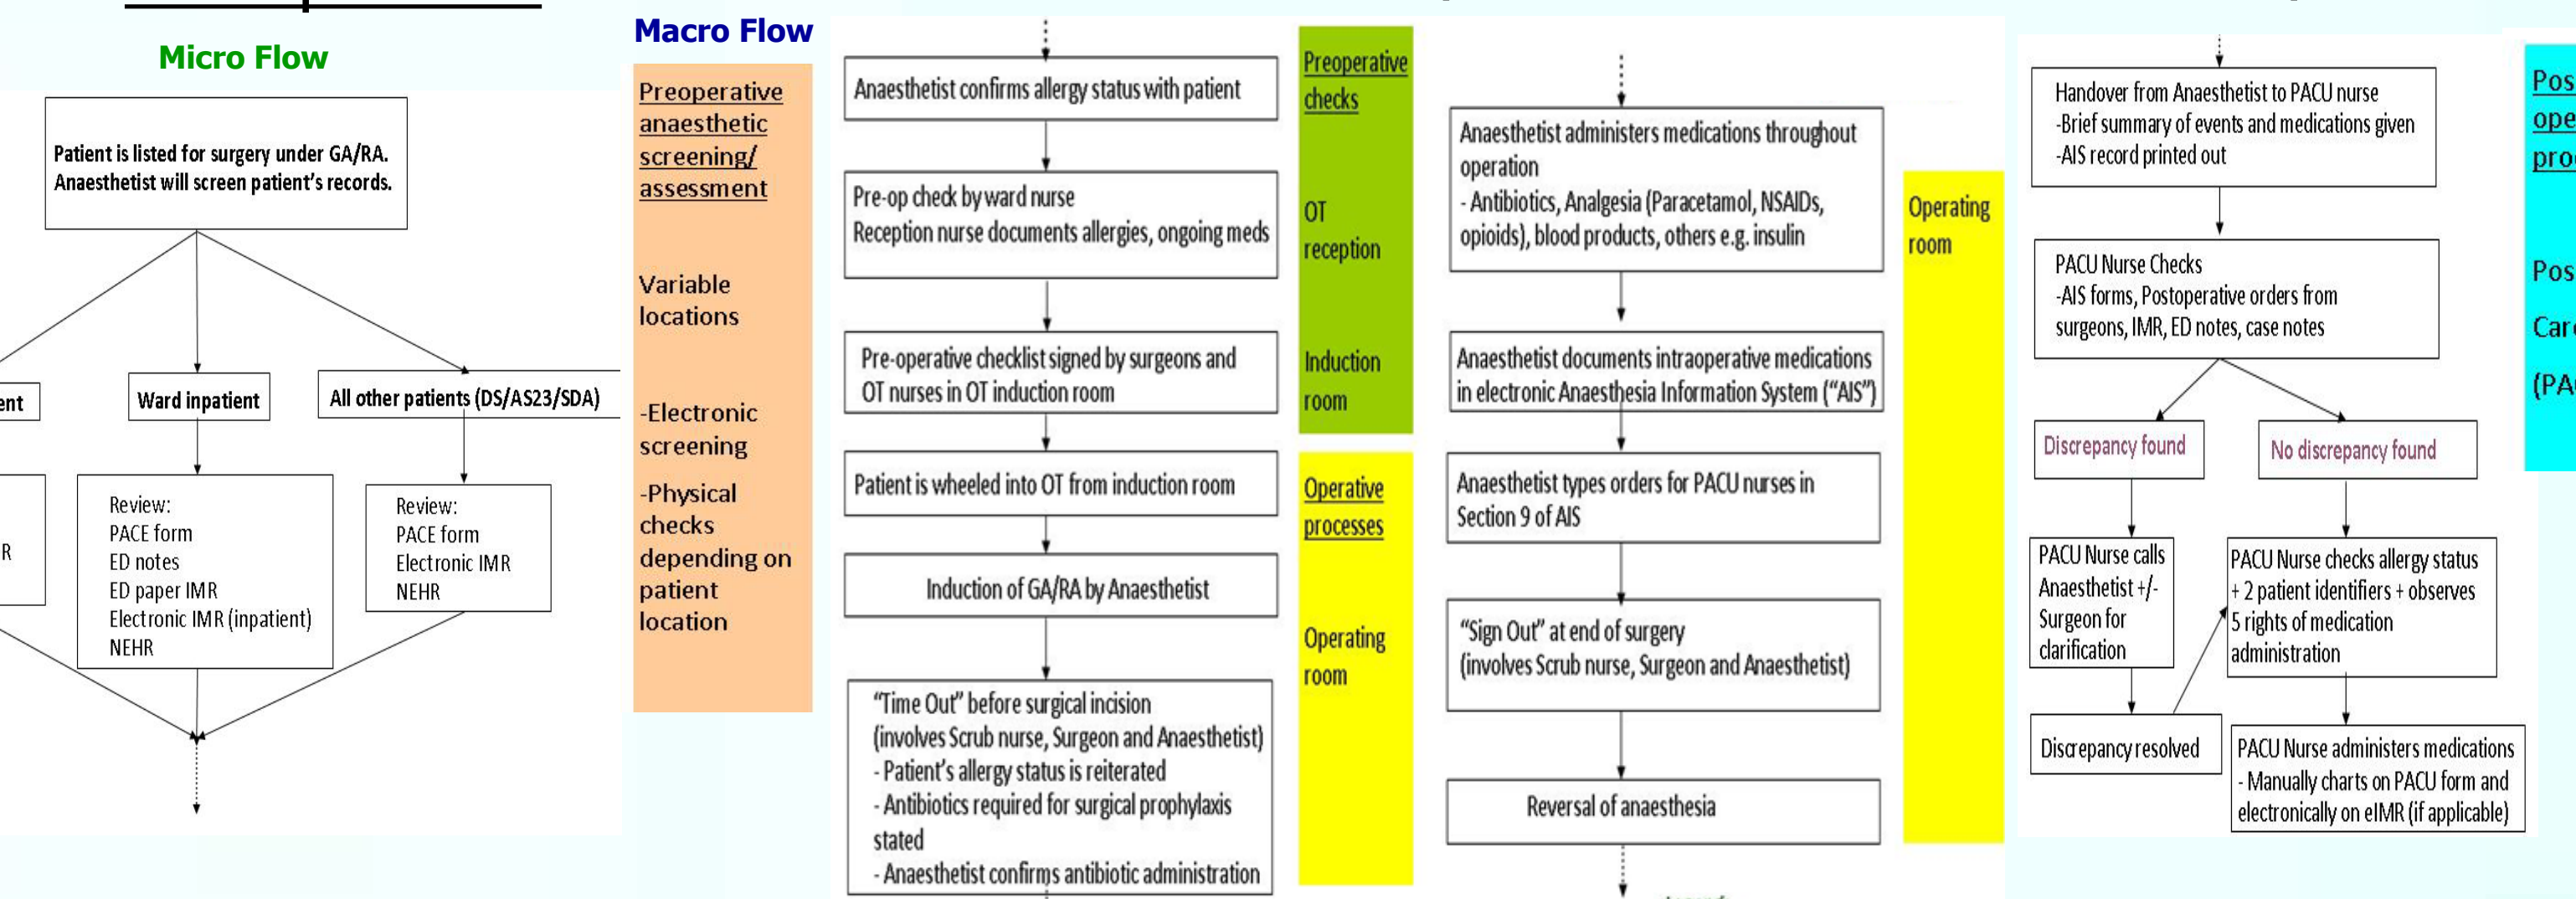 Micro Flow
Patient is listed for surgery under GA/RA.
Anaesthetist will screen patient's records.
ent
Ward inpatient
All other patients (DS/AS23/SDA)
R
Review:
PACE form
ED notes
ED paper IMR
Electronic IMR (inpatient)
NEHR
Review:
PACE form
Electronic IMR
NEHR
Macro Flow
Preoperative
anaesthetic
screening/
assessment
Variable
locations
-Electronic
screening
-Physical
checks
depending on
patient
location
Anaesthetist confirms allergy status with patient
Pre-op check by ward nurse
Reception nurse documents allergies, ongoing meds
Pre-operative checklist signed by surgeons and
OT nurses in OT induction room
Patient is wheeled into OT from induction room
Induction of GA/RA by Anaesthetist
“Time Out” before surgical incision
(involves Scrub nurse, Surgeon and Anaesthetist)
- Patient’s allergy status is reiterated
- Antibiotics required for surgical prophylaxis
stated
- Anaesthetist confirms antibiotic administration
Preoperative
checks
OT
reception
Induction
room
Operative
processes
Operating
room
Anaesthetist administers medications throughout
operation
- Antibiotics, Analgesia (Paracetamol, NSAIDs,
opioids), blood products, others e.g. insulin
Anaesthetist documents intraoperative medications
in electronic Anaesthesia Information System (“AIS”)
Anaesthetist types orders for PACU nurses in
Section 9 of AIS
“Sign Out” at end of surgery
(involves Scrub nurse, Surgeon and Anaesthetist)
Reversal of anaesthesia
Operating
room
Handover from Anaesthetist to PACU nurse
-Brief summary of events and medications given
-AIS record printed out
PACU Nurse Checks
-AIS forms, Postoperative orders from
surgeons, IMR, ED notes, case notes
Discrepancy found
No discrepancy found
PACU Nurse calls
Anaesthetist +/-
Surgeon for
clarification
Discrepancy resolved
PACU Nurse checks allergy status
+ 2 patient identifiers + observes
5 rights of medication
administration
PACU Nurse administers medications
- Manually charts on PACU form and
electronically on eIMR (if applicable)
Pos
ope
pro
Pos
Car
(PA